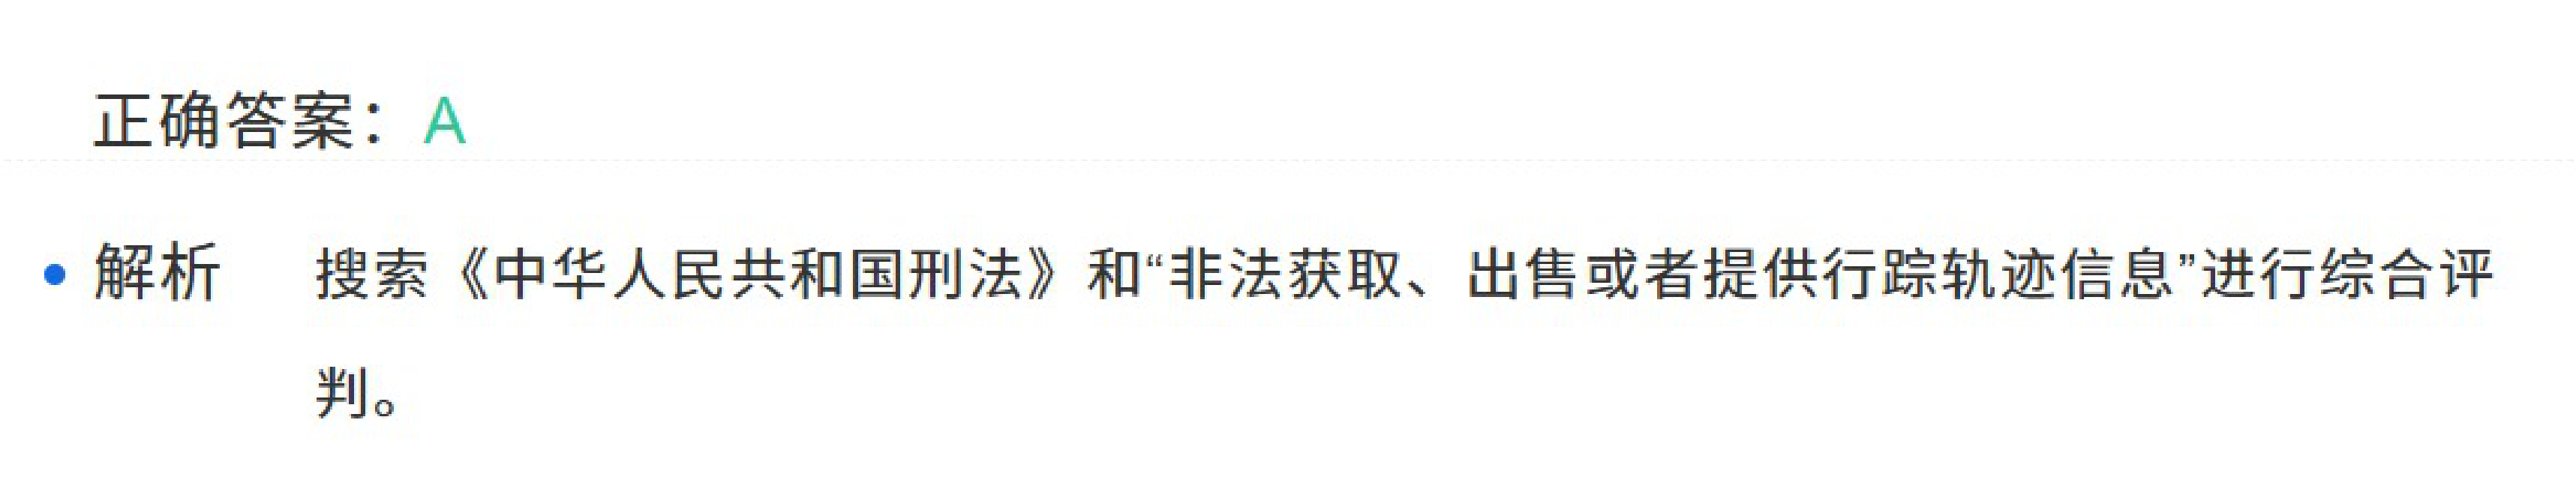 正确答案：A
解析 搜索《中华人民共和国刑法》和“非法获取、出售或者提供行踪轨迹信息”进行综合评
判。